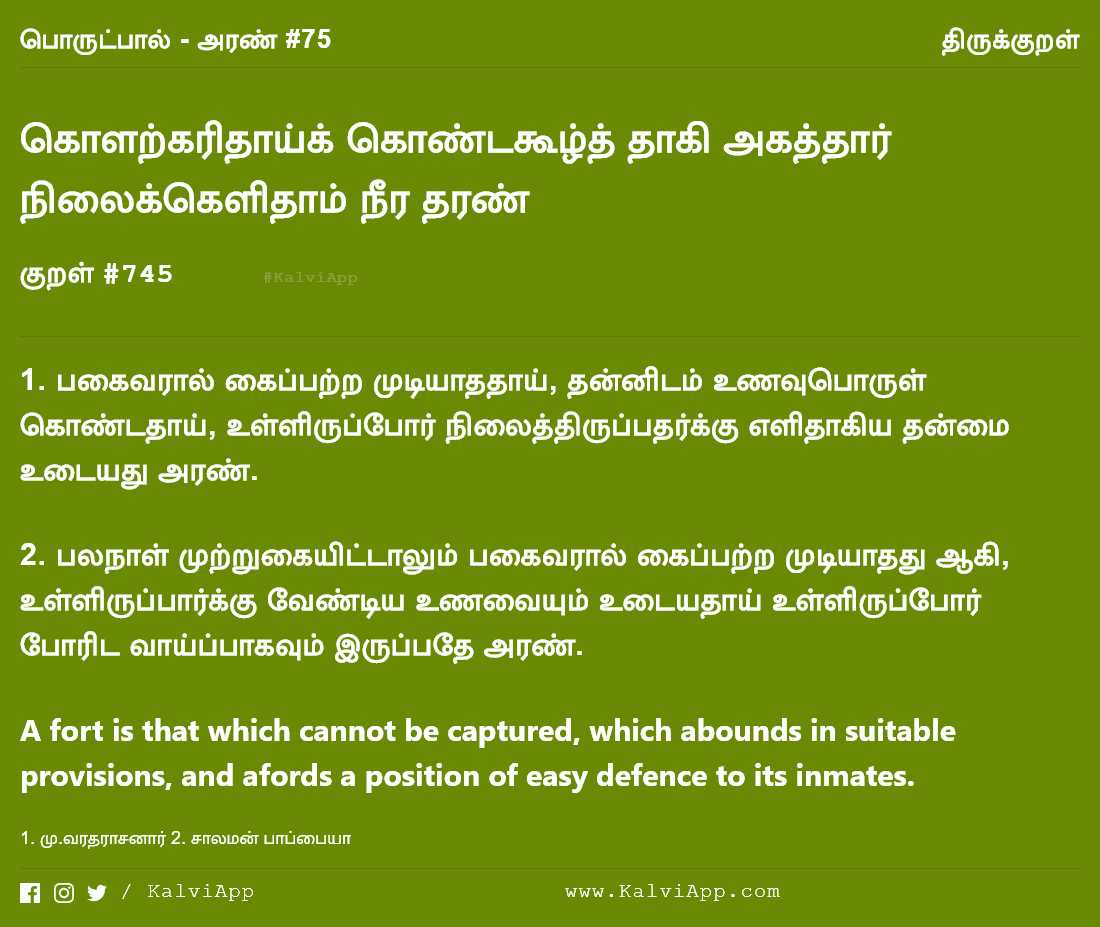 பொருட்பால் - அரண் #75
திருக்குறள்
கொளற்கரிதாய்க் கொண்டகூழ்த் தாகி அகத்தார்
நிலைக்கெளிதாம் நீர தரண்
குறள் #745
#KalviApp
1. பகைவரால் கைப்பற்ற முடியாததாய், தன்னிடம் உணவுபொருள்
கொண்டதாய், உள்ளிருப்போர் நிலைத்திருப்பதர்க்கு எளிதாகிய தன்மை
உடையது அரண்.
2. பலநாள் முற்றுகையிட்டாலும் பகைவரால் கைப்பற்ற முடியாதது ஆகி,
உள்ளிருப்பார்க்கு வேண்டிய உணவையும் உடையதாய் உள்ளிருப்போர்
போரிட வாய்ப்பாகவும் இருப்பதே அரண்.
A fort is that which cannot be captured, which abounds in suitable
provisions, and afords a position of easy defence to its inmates.
1. மு.வரதராசனார் 2. சாலமன் பாப்பையா
/ KalviApp
www.KalviApp.com